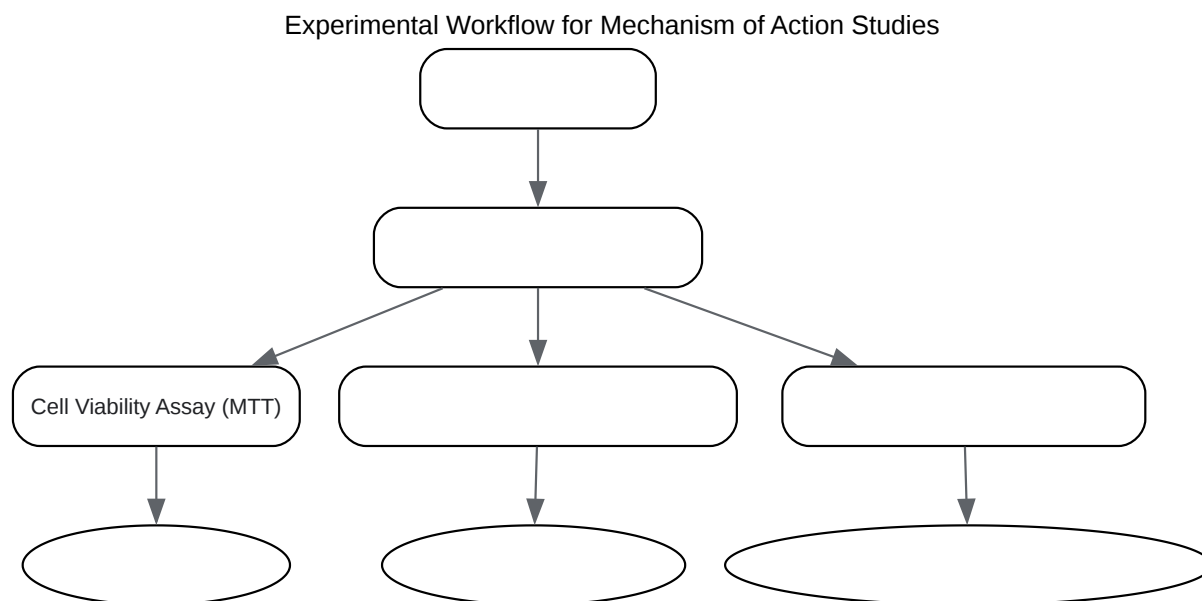 Experimental Workflow for Mechanism of Action Studies
Cell Viability Assay (MTT)